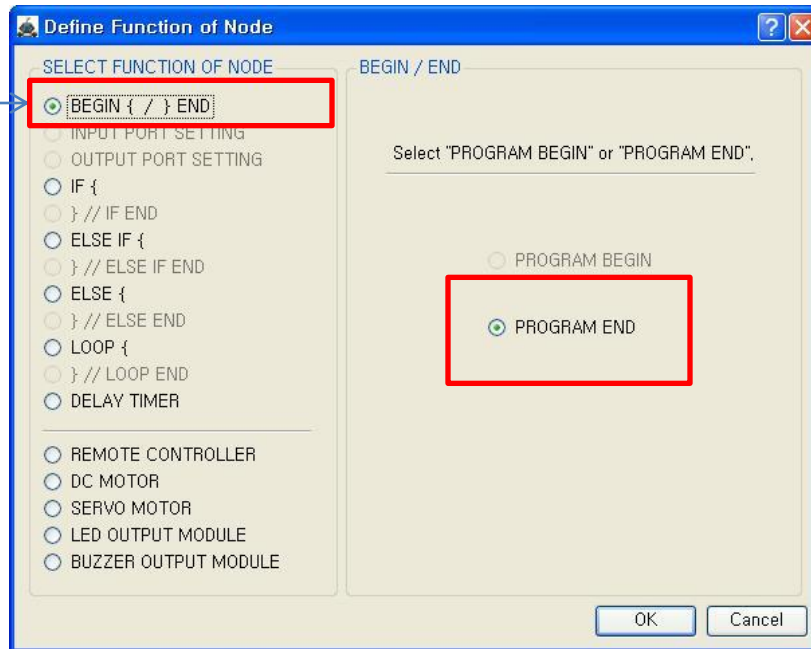 Define Function of Node
SELECT FUNCTION OF NODE
BEGIN { / } END
INPUT PORT SETTING
OUTPUT PORT SETTING
IF {
} // IF END
ELSE IF {
} // ELSE IF END
ELSE {
} // ELSE END
LOOP {
} // LOOP END
DELAY TIMER
REMOTE CONTROLLER
DC MOTOR
SERVO MOTOR
LED OUTPUT MODULE
BUZZER OUTPUT MODULE
BEGIN / END
Select "PROGRAM BEGIN" or "PROGRAM END",
PROGRAM BEGIN
PROGRAM END
OK
Cancel